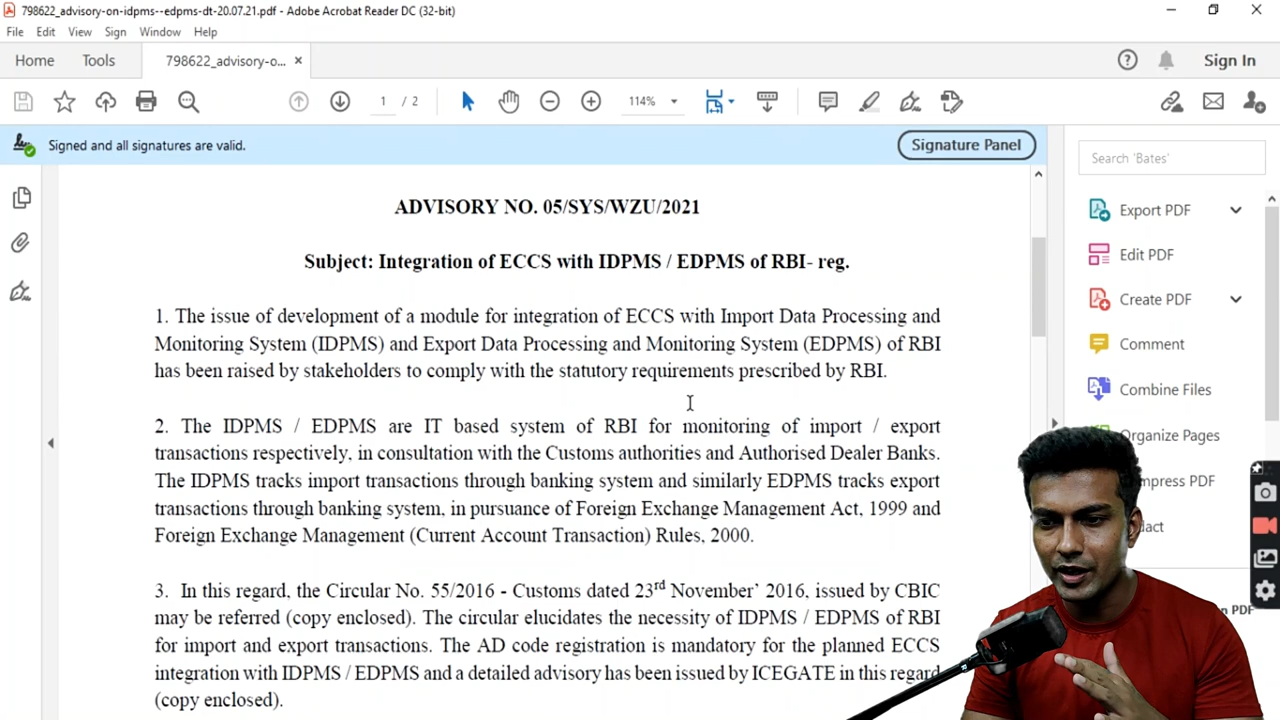 798622_advisory-on-idpms--edpms-dt-20.07.21.pdf - Adobe Acrobat Reader DC (32-bit)
File Edit View Sign Window Help
Home Tools 798622_advisory-o... ×
Sign In
1 / 2
114%
Signed and all signatures are valid.
Signature Panel
ADVISORY NO. 05/SYS/WZU/2021
Subject: Integration of ECCS with IDPMS / EDPMS of RBI- reg.
1. The issue of development of a module for integration of ECCS with Import Data Processing and
Monitoring System (IDPMS) and Export Data Processing and Monitoring System (EDPMS) of RBI
has been raised by stakeholders to comply with the statutory requirements prescribed by RBI.
2. The IDPMS / EDPMS are IT based system of RBI for monitoring of import / export
transactions respectively, in consultation with the Customs authorities and Authorised Dealer Banks.
The IDPMS tracks import transactions through banking system and similarly EDPMS tracks export
transactions through banking system, in pursuance of Foreign Exchange Management Act, 1999 and
Foreign Exchange Management (Current Account Transaction) Rules, 2000.
3. In this regard, the Circular No. 55/2016 - Customs dated 23rd November’ 2016, issued by CBIC
may be referred (copy enclosed). The circular elucidates the necessity of IDPMS / EDPMS of RBI
for import and export transactions. The AD code registration is mandatory for the planned ECCS
integration with IDPMS / EDPMS and a detailed advisory has been issued by ICEGATE in this regard
(copy enclosed).
Search 'Bates'
Export PDF
Edit PDF
Create PDF
Comment
Combine Files
Organize Pages
PDF